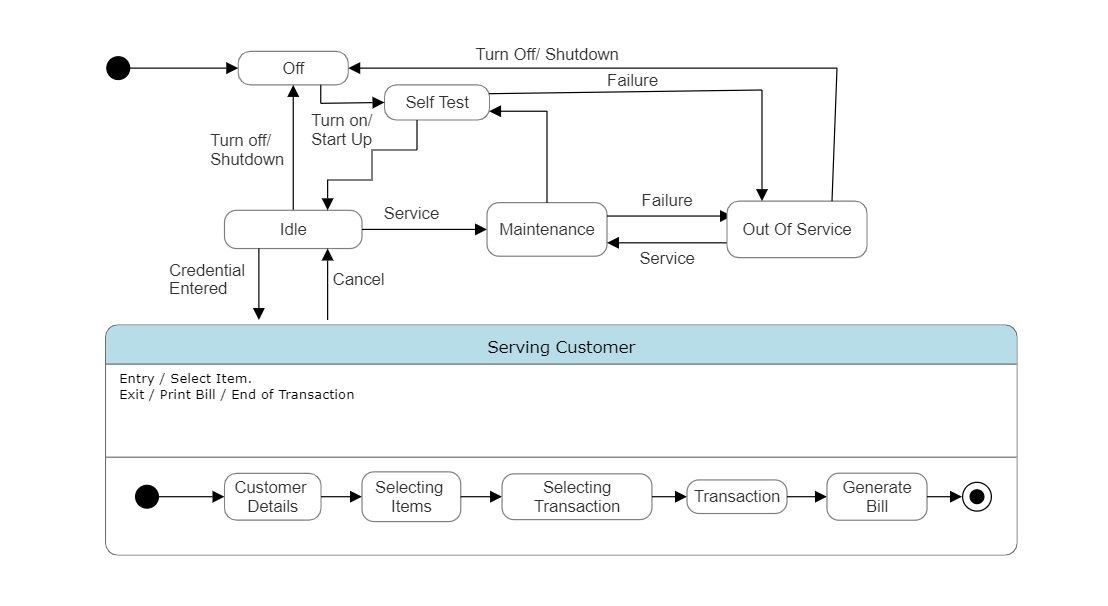 Turn Off/ Shutdown
Off
Failure
Self Test
Turn on/
Start Up
Turn off/
Shutdown
Failure
Service
Idle
Maintenance
Out Of Service
Service
Credential
Entered
Cancel
Serving Customer
Entry / Select Item.
Exit / Print Bill / End of Transaction
Customer
Details
Selecting
Items
Selecting
Transaction
Transaction
Generate
Bill